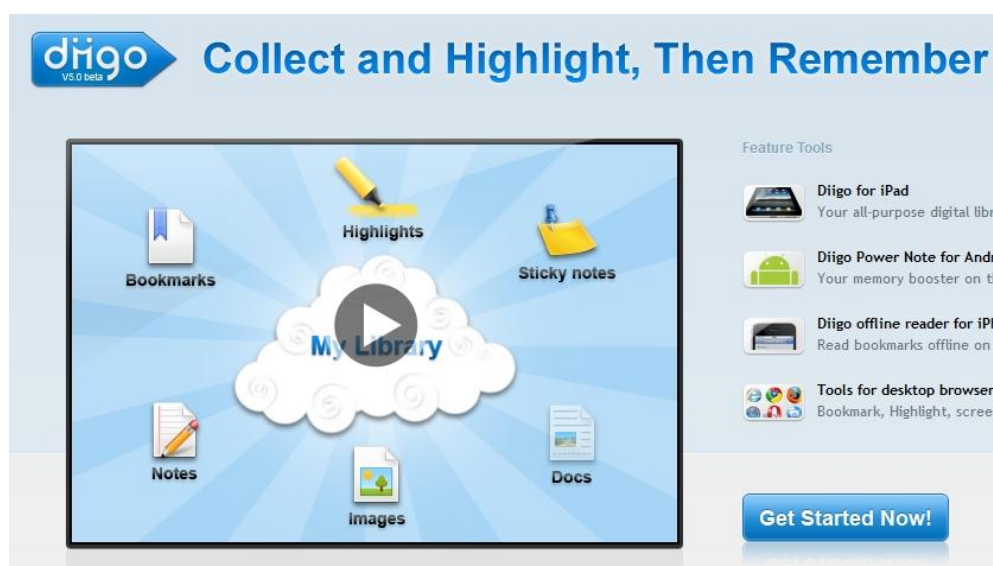 diigo
V5.0 beta
Collect and Highlight, Then Remember
Highlights
Bookmarks
Sticky notes
My Library
Notes
Docs
Images
Feature Tools
Diigo for iPad
Your all-purpose digital libr
Diigo Power Note for Andr
Your memory booster on t
Diigo offline reader for iPh
Read bookmarks offline on
Tools for desktop browser
Bookmark, Highlight, scree
Get Started Now!